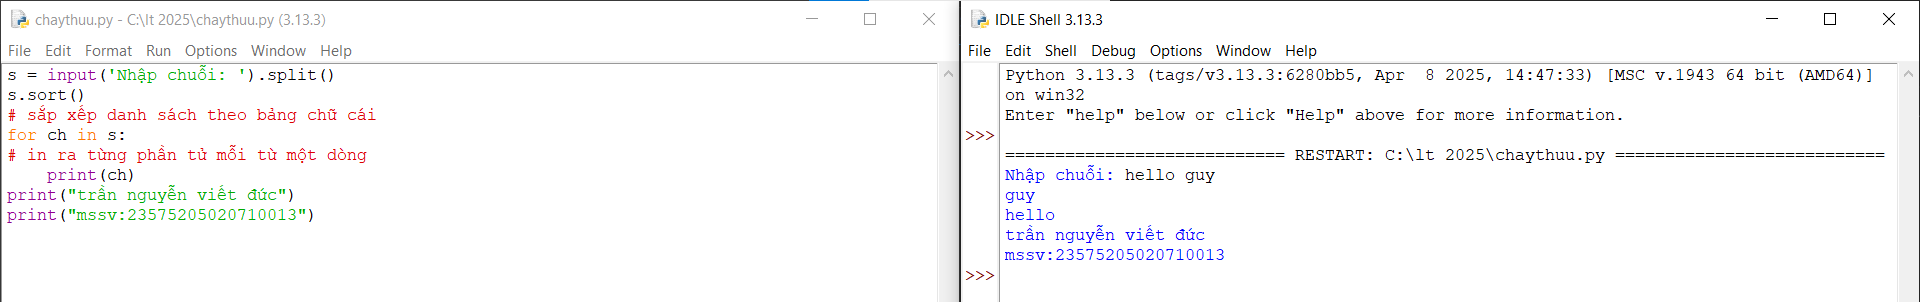 chaythuu.py - C:\lt 2025\chaythuu.py (3.13.3)
File Edit Format Run Options Window Help
s = input('Nhập chuỗi: ').split()
s.sort()
# sắp xếp danh sách theo bảng chữ cái
for ch in s:
# in ra từng phần tử mỗi từ một dòng
    print(ch)
print("trần nguyễn viết đức")
print("mssv:23575205020710013")
IDLE Shell 3.13.3
File Edit Shell Debug Options Window Help
Python 3.13.3 (tags/v3.13.3:6280bb5, Apr  8 2025, 14:47:33) [MSC v.1943 64 bit (AMD64)]
on win32
Enter "help" below or click "Help" above for more information.
>>>
============================ RESTART: C:\lt 2025\chaythuu.py ===========================
Nhập chuỗi: hello guy
guy
hello
trần nguyễn viết đức
mssv:23575205020710013
>>>